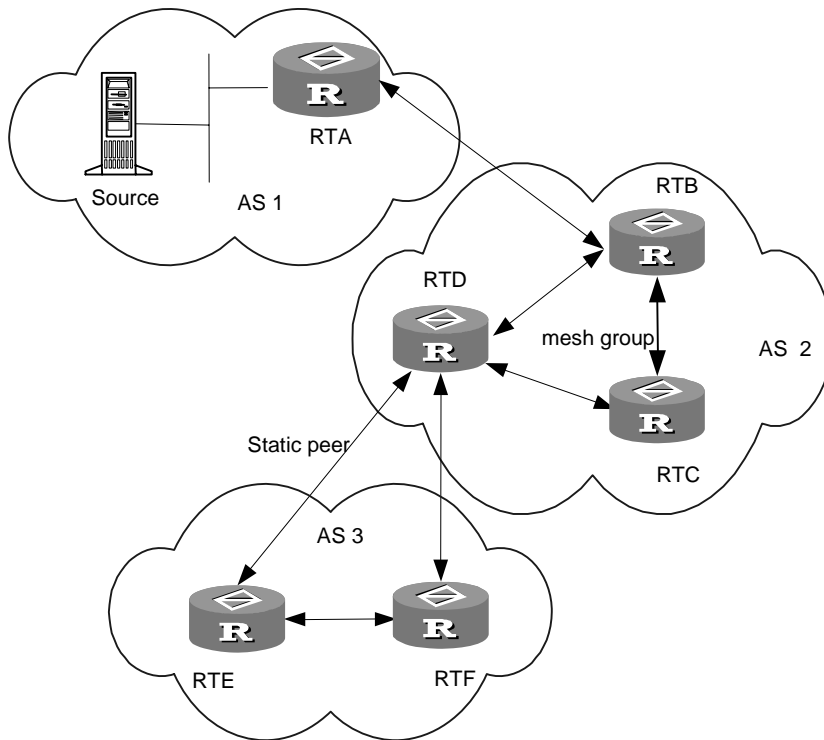 R
RTA
Source
AS 1
RTB
R
RTD
R
mesh group
AS 2
R
RTC
Static peer
AS 3
R
R
RTE
RTF